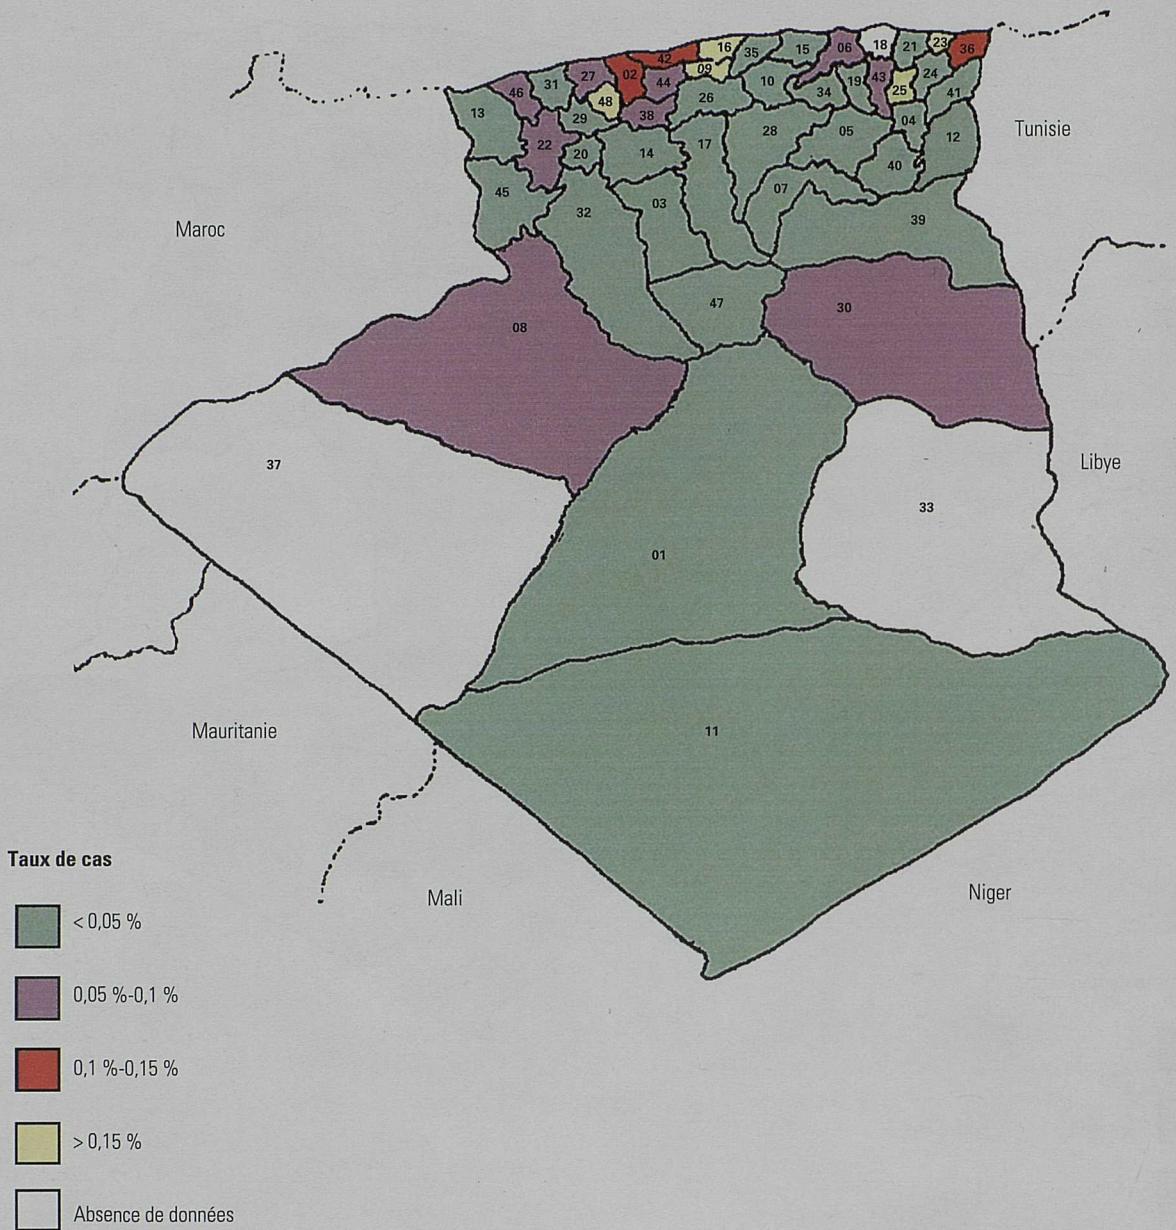 16 35 15 06 18 21 23 36
42 09 10 34 19 43 25 24 41
46 31 27 02 44 26 04
13 48 29 38 28 05 12 Tunisie
22 20 14 17 40
45 32 03 07 39
Maroc
47 30
08
37 Libye
33
01
Mauritanie 11
Taux de cas
Mali Niger
< 0,05 %
0,05 %-0,1 %
0,1 %-0,15 %
> 0,15 %
Absence de données